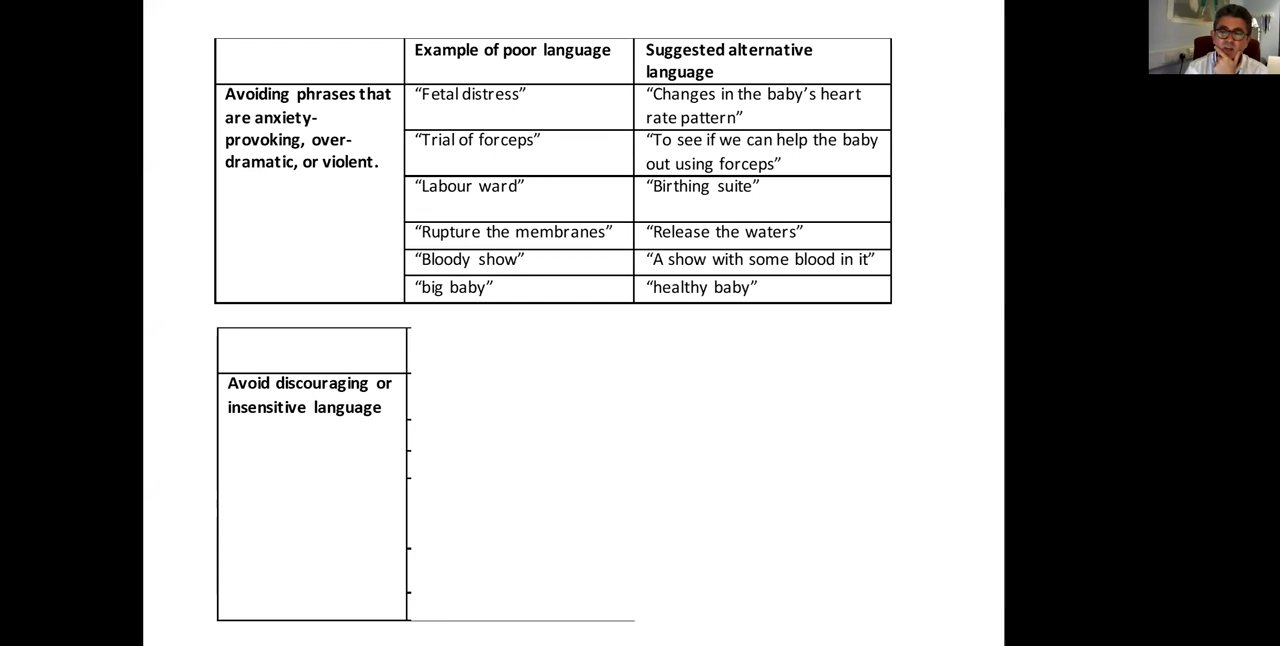 Example of poor language
Suggested alternative
language
Avoiding phrases that
are anxiety-
provoking, over-
dramatic, or violent.
“Fetal distress”
“Changes in the baby’s heart
rate pattern”
“Trial of forceps”
“To see if we can help the baby
out using forceps”
“Labour ward”
“Birthing suite”
“Rupture the membranes”
“Release the waters”
“Bloody show”
“A show with some blood in it”
“big baby”
“healthy baby”
Avoid discouraging or
insensitive language